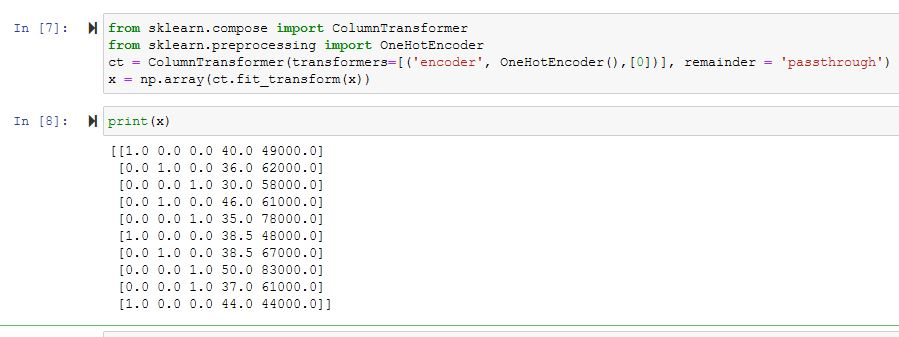 In [7]: from sklearn.compose import ColumnTransformer
from sklearn.preprocessing import OneHotEncoder
ct = ColumnTransformer(transformers=[('encoder', OneHotEncoder(),[0])], remainder = 'passthrough')
x = np.array(ct.fit_transform(x))
In [8]: print(x)
[[1.0 0.0 0.0 40.0 49000.0]
[0.0 1.0 0.0 36.0 62000.0]
[0.0 0.0 1.0 30.0 58000.0]
[0.0 1.0 0.0 46.0 61000.0]
[0.0 0.0 1.0 35.0 78000.0]
[1.0 0.0 0.0 38.5 48000.0]
[0.0 1.0 0.0 38.5 67000.0]
[0.0 0.0 1.0 50.0 83000.0]
[0.0 0.0 1.0 37.0 61000.0]
[1.0 0.0 0.0 44.0 44000.0]]